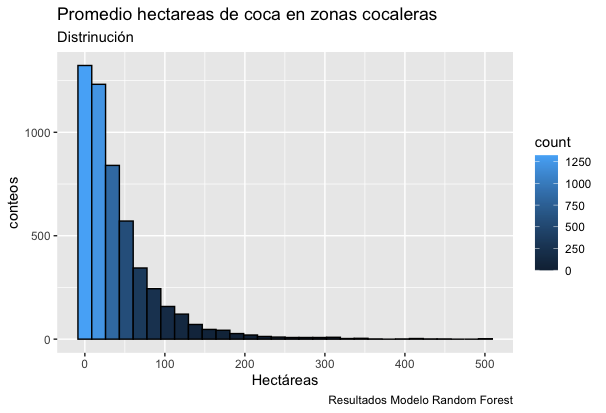 Promedio hectareas de coca en zonas cocaleras
Distrinución
conteos
1000
500
0
0
100
200
300
400
500
Hectáreas
count
1250
1000
750
500
250
0
Resultados Modelo Random Forest